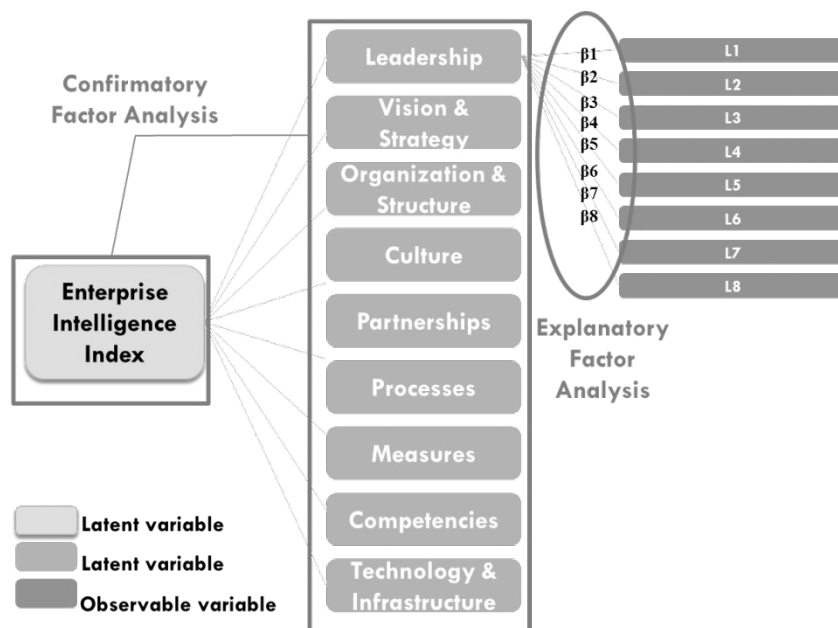 Confirmatory
Factor Analysis
Enterprise
Intelligence
Index
Leadership
Vision &
Strategy
Organization &
Structure
Culture
Partnerships
Processes
Measures
Competencies
Technology &
Infrastructure
β1
β2
β3
β4
β5
β6
β7
β8
L1
L2
L3
L4
L5
L6
L7
L8
Explanatory
Factor
Analysis
Latent variable
Latent variable
Observable variable